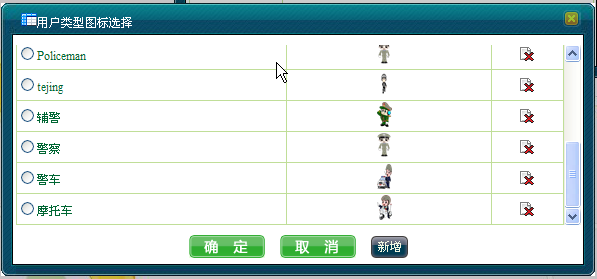 用户类型图标选择
Policeman
tejing
辅警
警察
警车
摩托车
确 定 取 消 新增